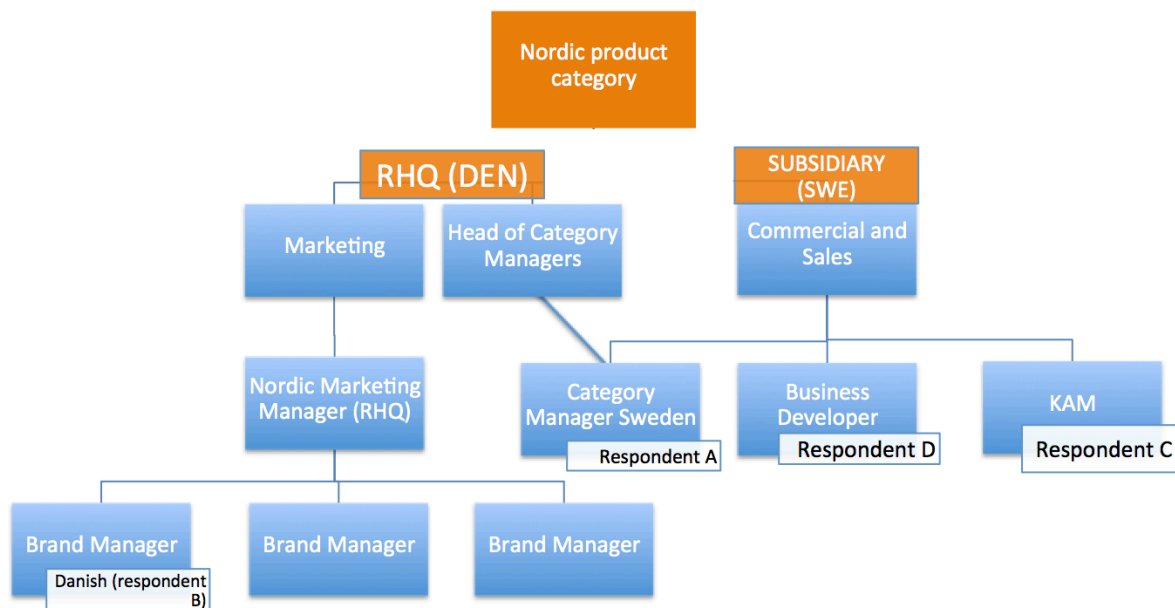 Nordic product
category
RHQ (DEN)
SUBSIDIARY
(SWE)
Marketing
Head of Category
Managers
Commercial and
Sales
Nordic Marketing
Manager (RHQ)
Category
Manager Sweden
Respondent A
Business
Developer
Respondent D
KAM
Respondent C
Brand Manager
Danish (respondent
B)
Brand Manager
Brand Manager